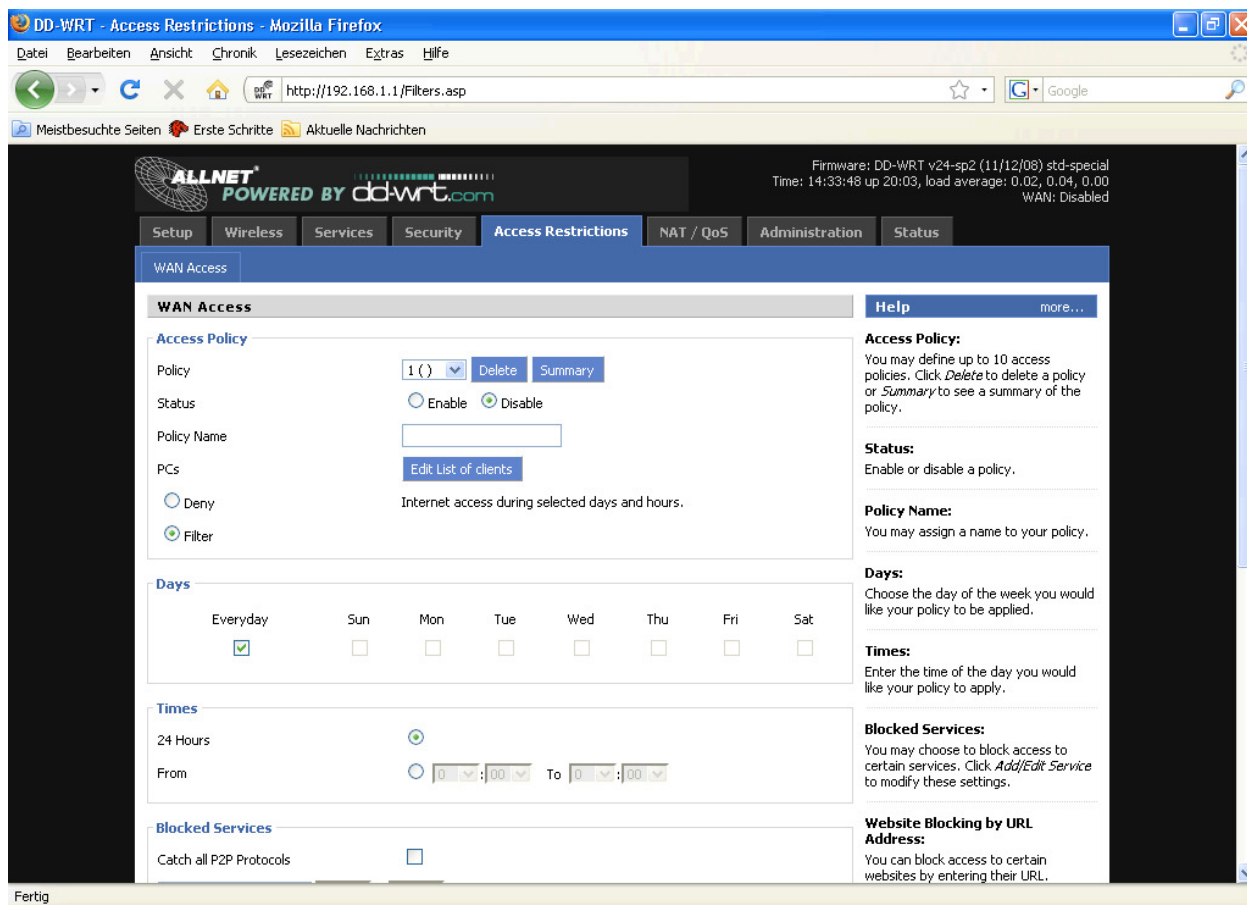 DD-WRT - Access Restrictions - Mozilla Firefox
Datei Bearbeiten Ansicht Chronik Lesezeichen Extras Hilfe
DD WRT http://192.168.1.1/Filters.asp G Google
Meistbesuchte Seiten Erste Schritte Aktuelle Nachrichten
ALLNET
POWERED BY dd-wrt.com
Firmware: DD-WRT v24-sp2 (11/12/08) std-special
Time: 14:33:48 up 20:03, load average: 0.02, 0.04, 0.00
WAN: Disabled
Setup Wireless Services Security Access Restrictions NAT / QoS Administration Status
WAN Access
WAN Access
Access Policy
Policy 1 ( ) Delete Summary
Status Enable Disable
Policy Name
PCs Edit List of clients
Deny Internet access during selected days and hours.
Filter
Days
Everyday Sun Mon Tue Wed Thu Fri Sat
Times
24 Hours
From 0 : 00 To 0 : 00
Blocked Services
Catch all P2P Protocols
Help more...
Access Policy:
You may define up to 10 access
policies. Click Delete to delete a policy
or Summary to see a summary of the
policy.
Status:
Enable or disable a policy.
Policy Name:
You may assign a name to your policy.
Days:
Choose the day of the week you would
like your policy to be applied.
Times:
Enter the time of the day you would
like your policy to apply.
Blocked Services:
You may choose to block access to
certain services. Click Add/Edit Service
to modify these settings.
Website Blocking by URL
Address:
You can block access to certain
websites by entering their URL.
Fertig